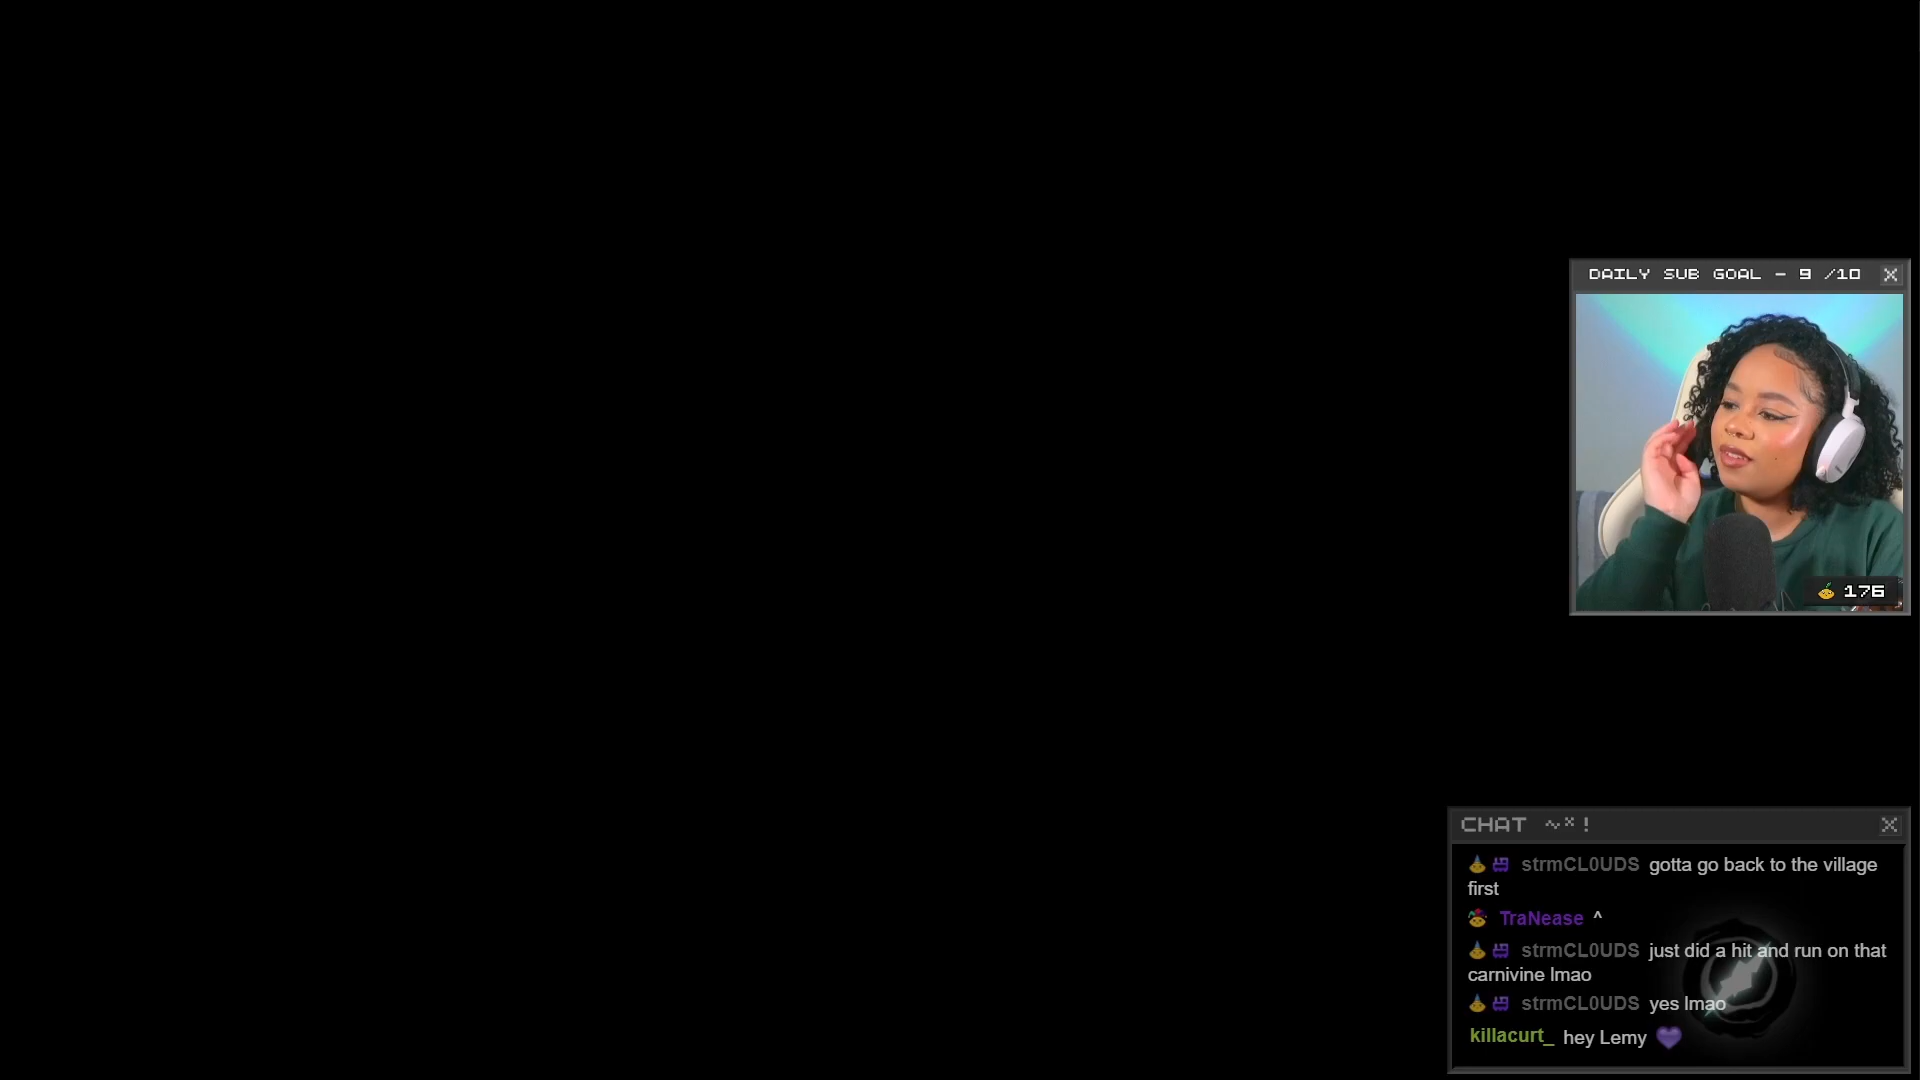 DAILY SUB GOAL - 9 /10
176
CHAT ~*!
strmCL0UDS gotta go back to the village
first
TraNease ^
strmCL0UDS just did a hit and run on that
carnivine lmao
strmCL0UDS yes lmao
killacurt_ hey Lemy 💜